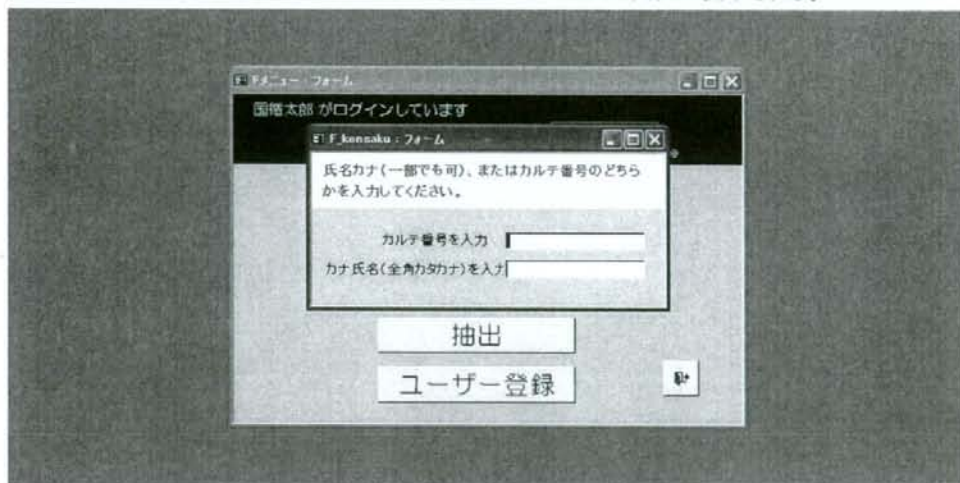 Fメニュー : フォーム
国循太郎 がログインしています
F_kensaku : フォーム
氏名カナ(一部でも可)、またはカルテ番号のどちら
かを入力してください。
カルテ番号を入力
カナ氏名(全角カタカナ)を入力
抽出
ユーザー登録